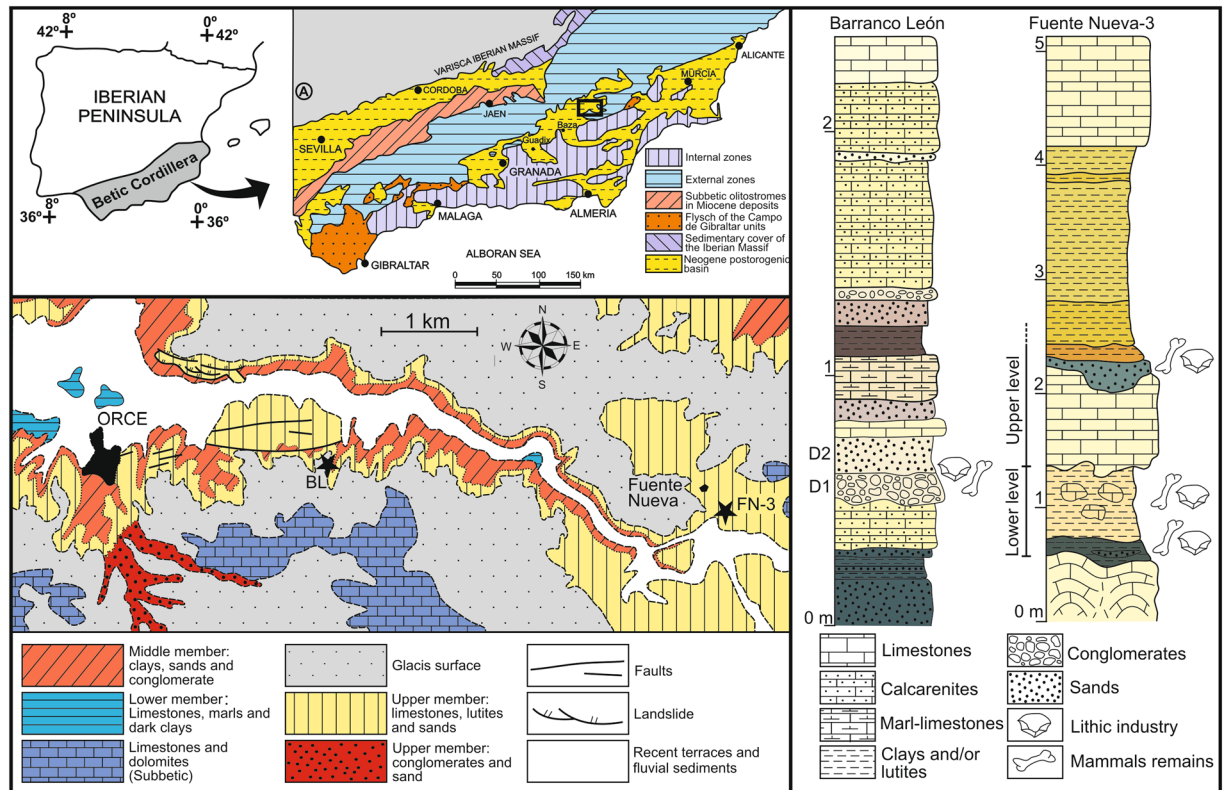 8º
42º
0º
42º
IBERIAN
PENINSULA
Betic Cordillera
8º
36º
0º
36º
A
VARISCA IBERIAN MASSIF
ALICANTE
MURCIA
CORDOBA
JAEN
Baza
SEVILLA
Guadix
GRANADA
MALAGA
ALMERIA
ALBORAN SEA
GIBRALTAR
0 50 100 150 km
Internal zones
External zones
Subbetic olitostromes
in Miocene deposits
Flysch of the Campo
de Gibraltar units
Sedimentary cover of
the Iberian Massif
Neogene postorogenic
basin
1 km
N
W
E
S
ORCE
BL
Fuente
Nueva
FN-3
Middle member:
clays, sands and
conglomerate
Lower member:
Limestones, marls and
dark clays
Limestones and
dolomites
(Subbetic)
Glacis surface
Upper member:
limestones, lutites
and sands
Upper member:
conglomerates and
sand
Faults
Landslide
Recent terraces and
fluvial sediments
Barranco León
2
1
D2
D1
0 m
Fuente Nueva-3
5
4
3
2
1
0 m
Upper level
Lower level
Limestones
Calcarenites
Marl-limestones
Clays and/or
lutites
Conglomerates
Sands
Lithic industry
Mammals remains